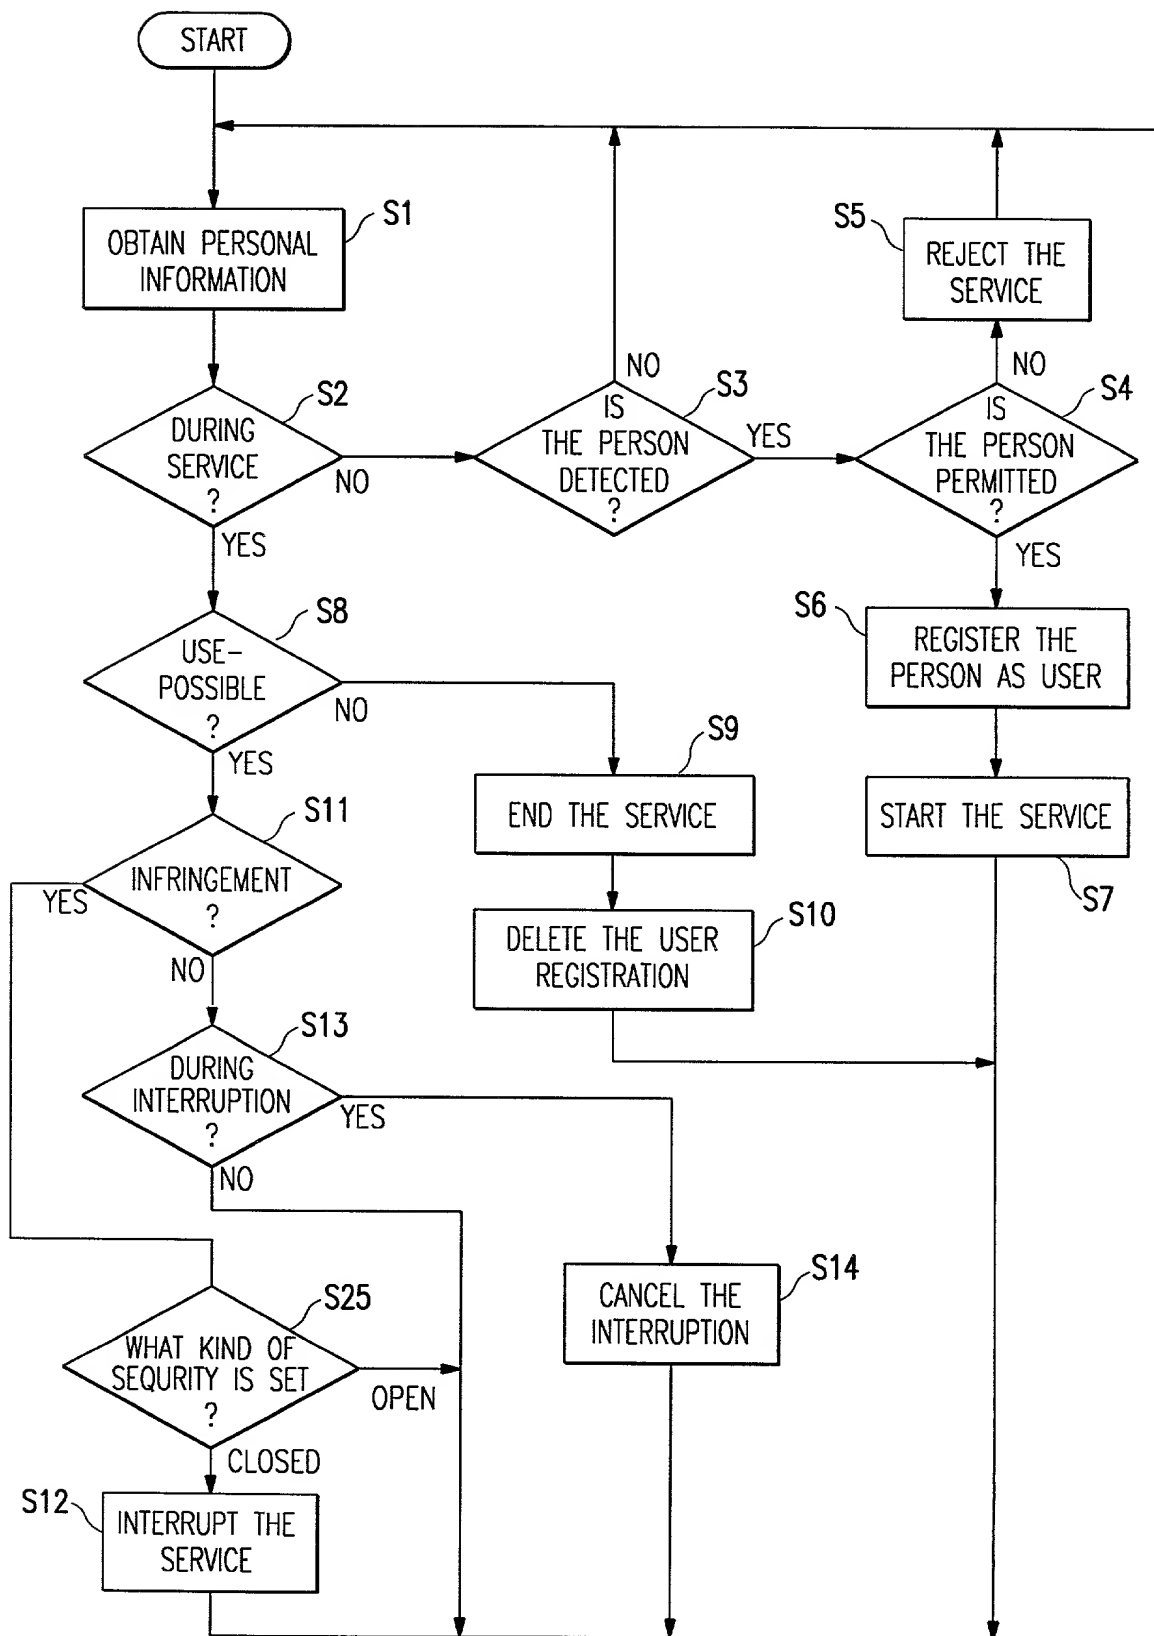 START
S1
OBTAIN PERSONAL
INFORMATION
S5
REJECT THE
SERVICE
S2
DURING
SERVICE
?
NO
YES
S3
NO
IS
THE PERSON
DETECTED
?
YES
S4
NO
IS
THE PERSON
PERMITTED
?
YES
S8
USE-
POSSIBLE
?
NO
YES
S6
REGISTER THE
PERSON AS USER
S9
END THE SERVICE
START THE SERVICE
S7
S11
INFRINGEMENT
?
YES
NO
S10
DELETE THE USER
REGISTRATION
S13
DURING
INTERRUPTION
?
YES
NO
S14
CANCEL THE
INTERRUPTION
S25
WHAT KIND OF
SEQURITY IS SET
?
OPEN
CLOSED
S12
INTERRUPT THE
SERVICE